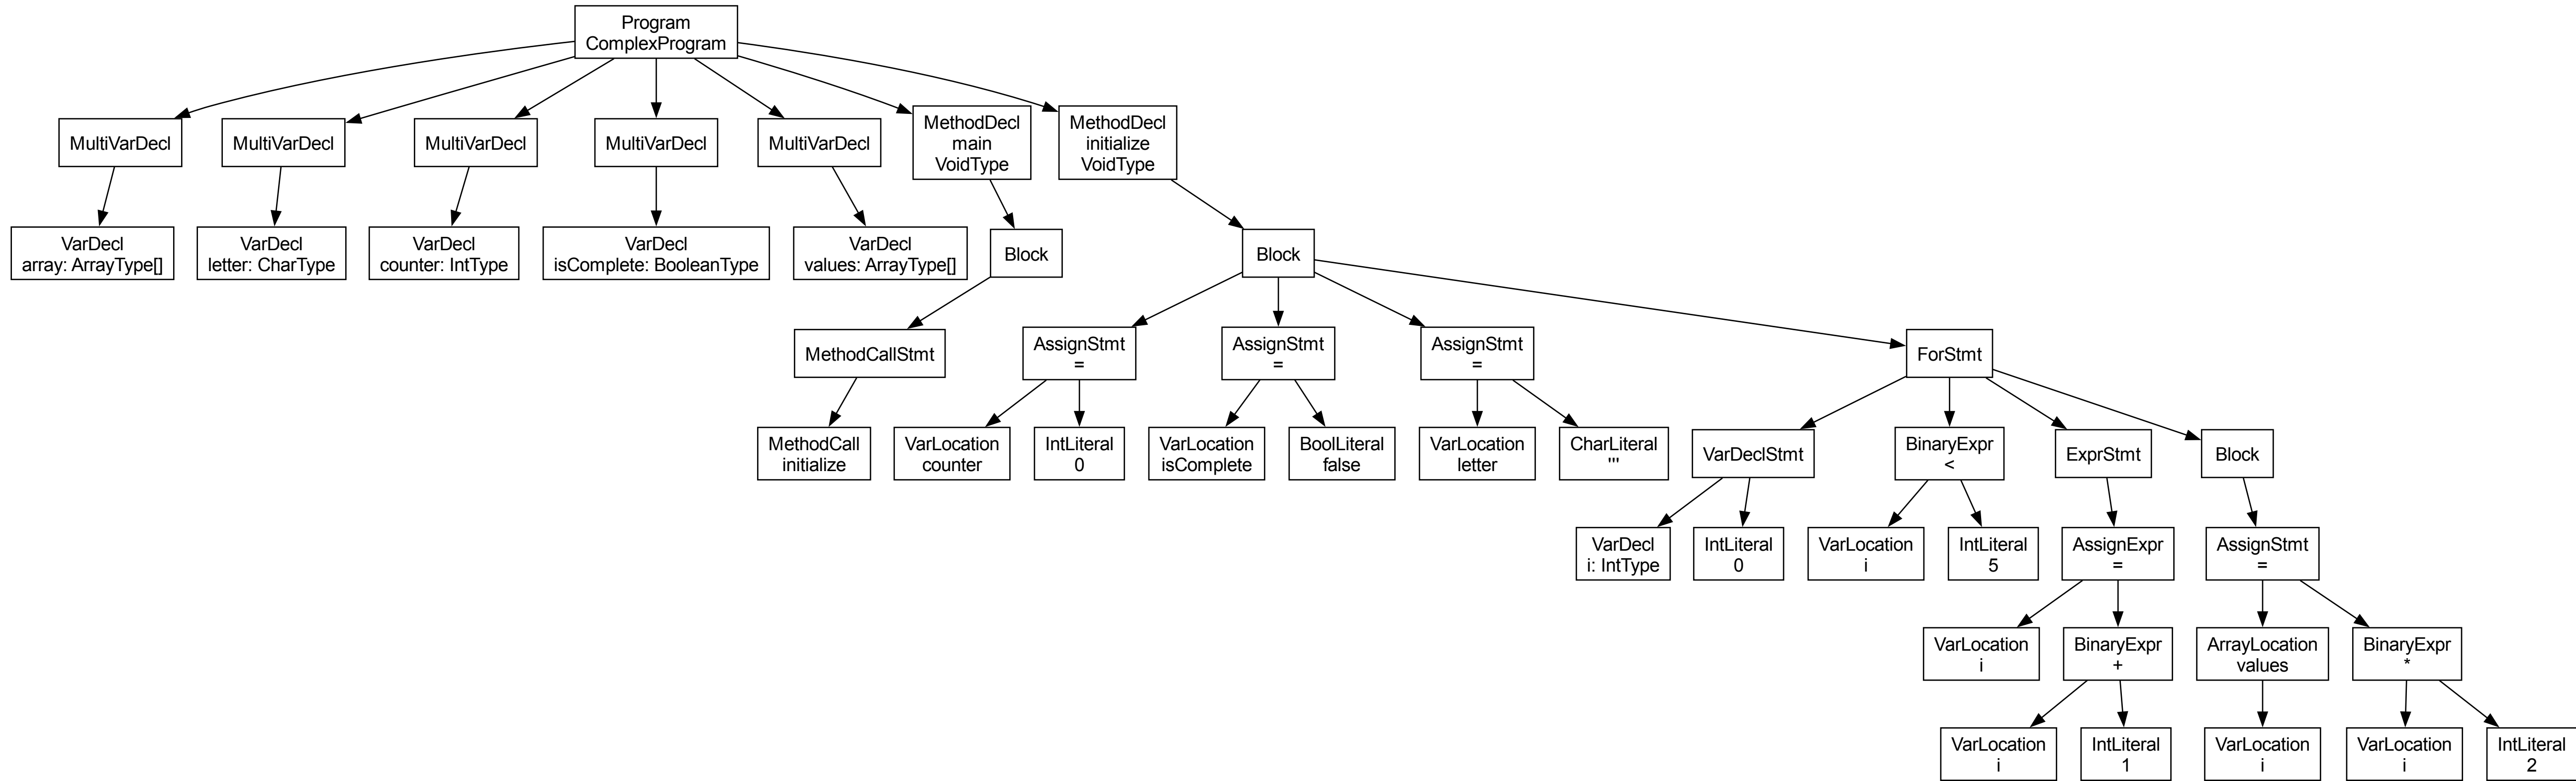 Program
ComplexProgram
MultiVarDecl
MultiVarDecl
MultiVarDecl
MultiVarDecl
MultiVarDecl
MethodDecl
main
VoidType
MethodDecl
initialize
VoidType
VarDecl
array: ArrayType[]
VarDecl
letter: CharType
VarDecl
counter: IntType
VarDecl
isComplete: BooleanType
VarDecl
values: ArrayType[]
Block
Block
MethodCallStmt
AssignStmt
=
AssignStmt
=
AssignStmt
=
ForStmt
MethodCall
initialize
VarLocation
counter
IntLiteral
0
VarLocation
isComplete
BoolLiteral
false
VarLocation
letter
CharLiteral
'''
VarDeclStmt
BinaryExpr
<
ExprStmt
Block
VarDecl
i: IntType
IntLiteral
0
VarLocation
i
IntLiteral
5
AssignExpr
=
AssignStmt
=
VarLocation
i
BinaryExpr
+
ArrayLocation
values
BinaryExpr
*
VarLocation
i
IntLiteral
1
VarLocation
i
VarLocation
i
IntLiteral
2